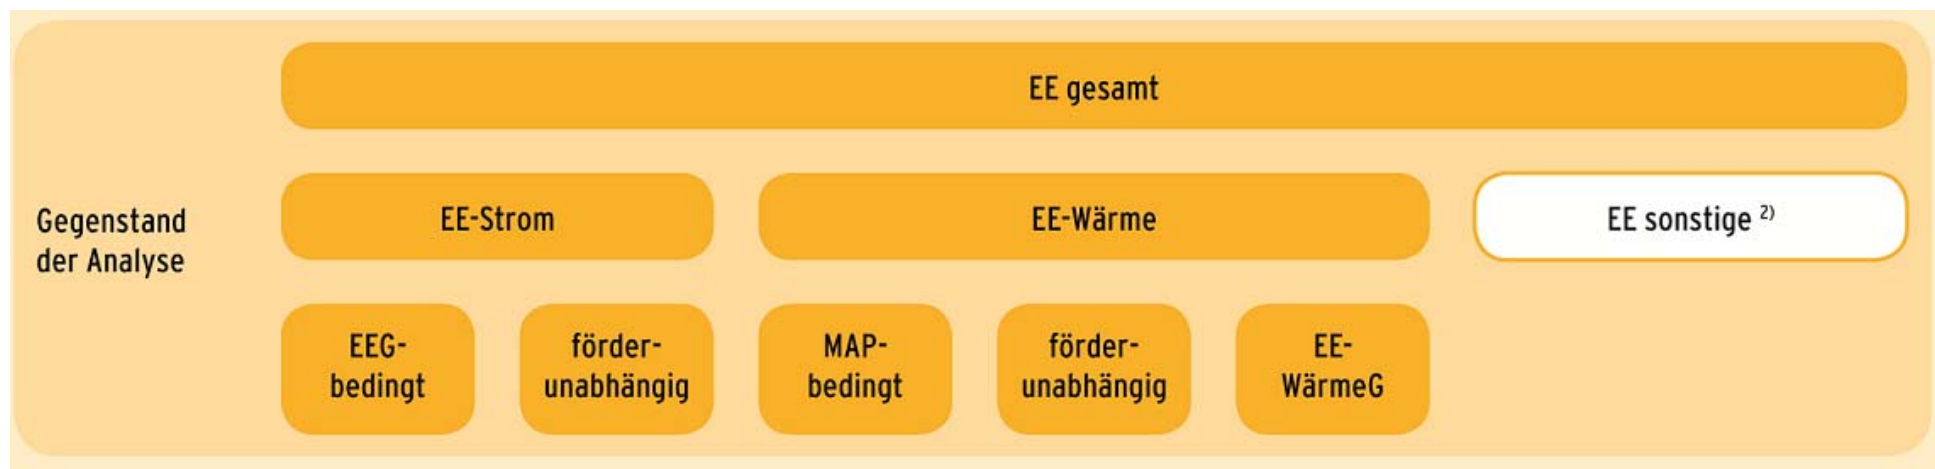 EE gesamt
Gegenstand
der Analyse
EE-Strom
EE-Wärme
EE sonstige 2)
EEG-
bedingt
förder-
unabhängig
MAP-
bedingt
förder-
unabhängig
EE-
WärmeG